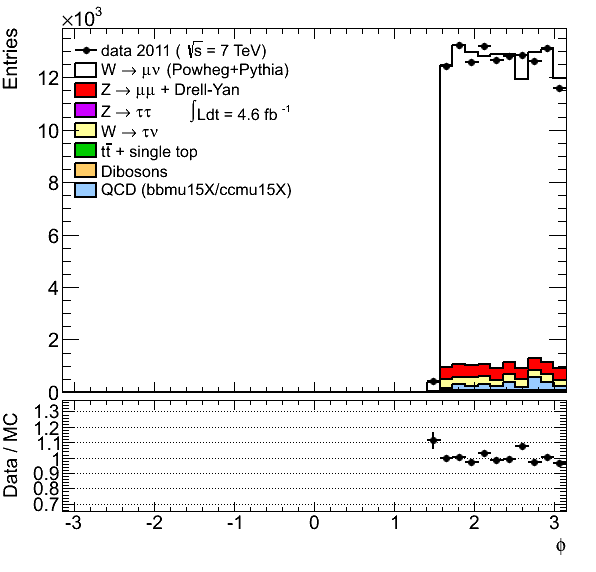 ×10³
Entries
data 2011 ( √s = 7 TeV)
W → μν (Powheg+Pythia)
Z → μμ + Drell-Yan
Z → ττ ∫Ldt = 4.6 fb⁻¹
W → τν
tt̄ + single top
Dibosons
QCD (bbmu15X/ccmu15X)
12
10
8
6
4
2
0
Data / MC
1.3
1.2
1.1
1
0.9
0.8
0.7
-3 -2 -1 0 1 2 3
ϕ